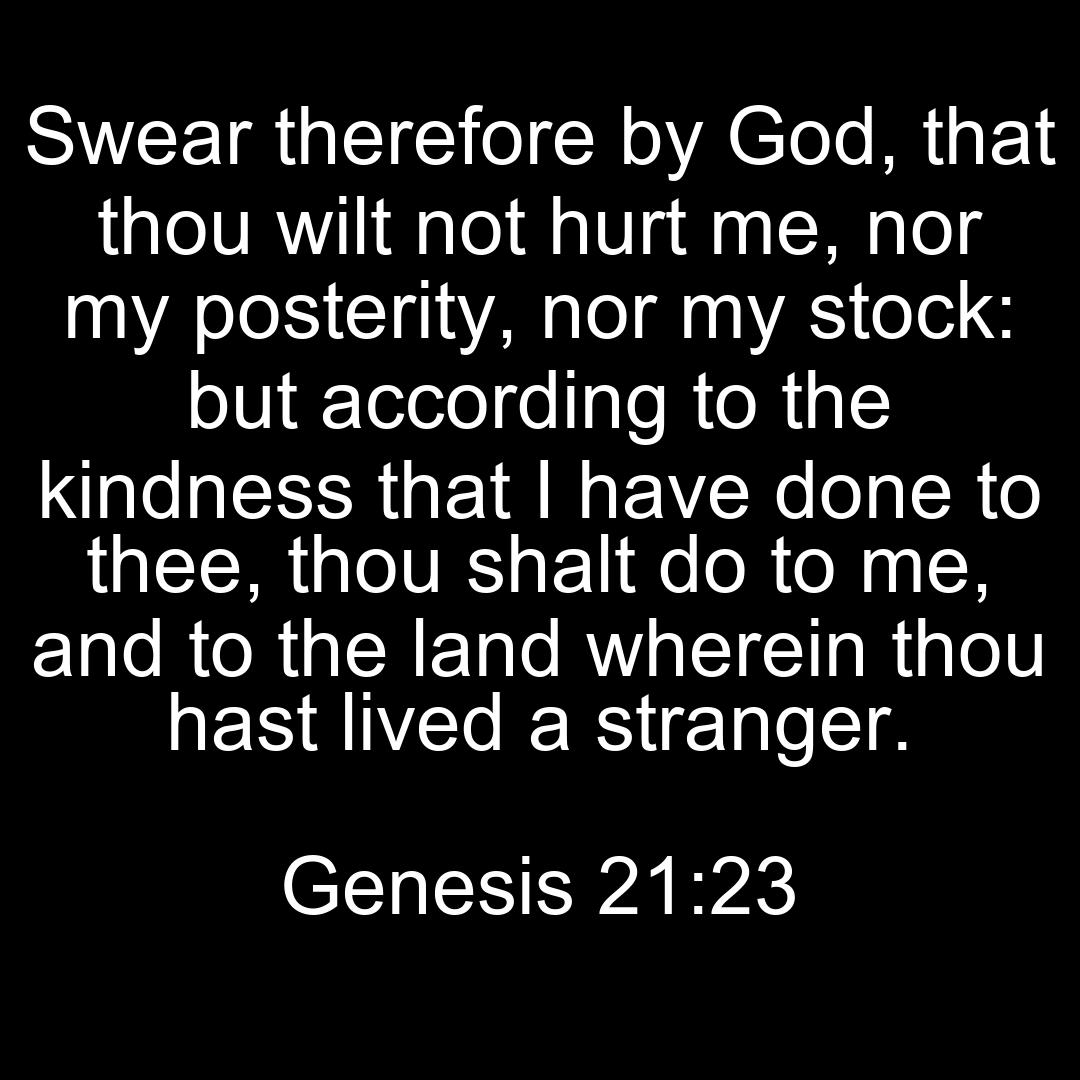 Swear therefore by God, that
thou wilt not hurt me, nor
my posterity, nor my stock:
but according to the
kindness that I have done to
thee, thou shalt do to me,
and to the land wherein thou
hast lived a stranger.
Genesis 21:23